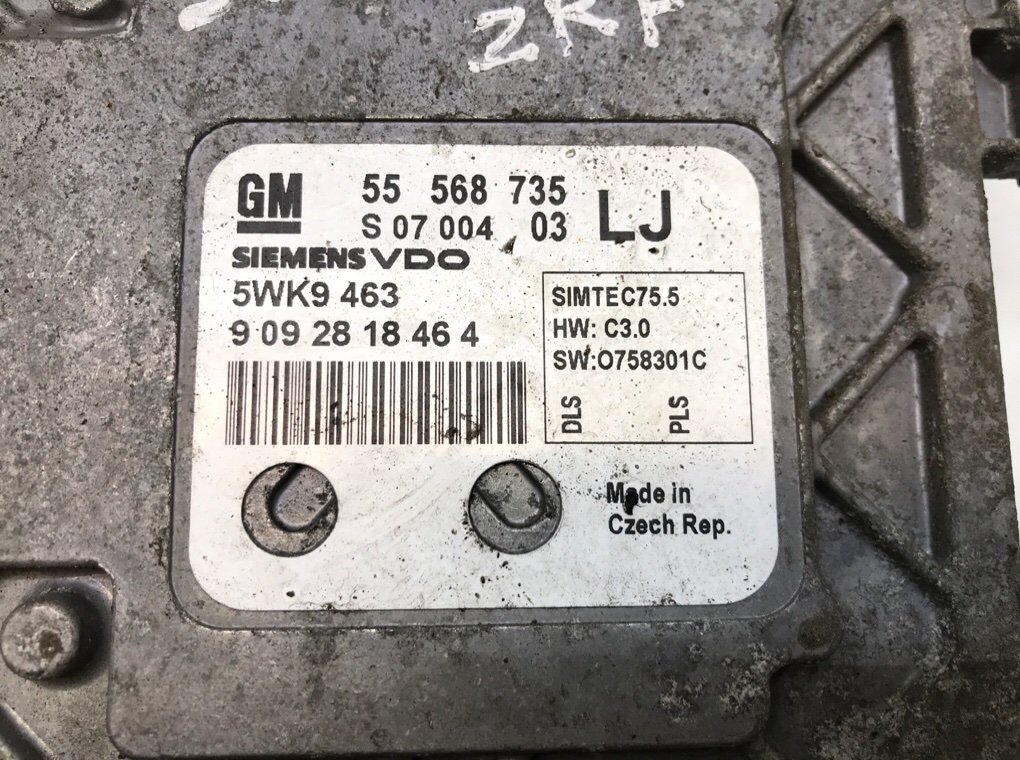 ZKF
GM 55 568 735 LJ
S 07 004 03
SIEMENS VDO
5WK9 463
9 09 28 18 46 4
SIMTEC75.5
HW: C3.0
SW:O758301C
DLS PLS
Made in
Czech Rep.